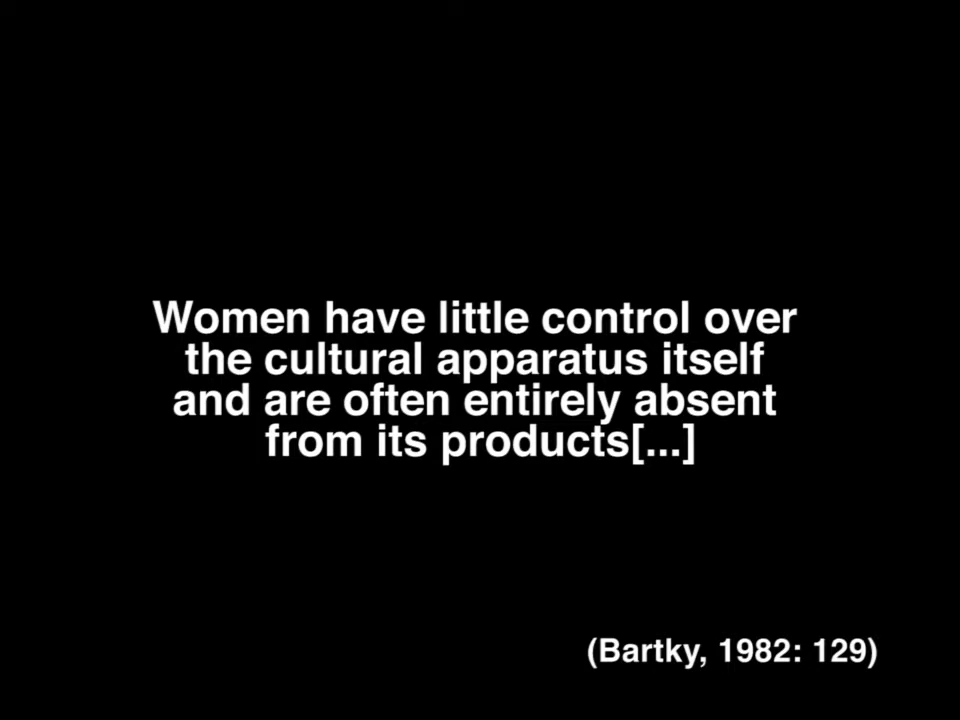 Women have little control over
the cultural apparatus itself
and are often entirely absent
from its products[...]
(Bartky, 1982: 129)